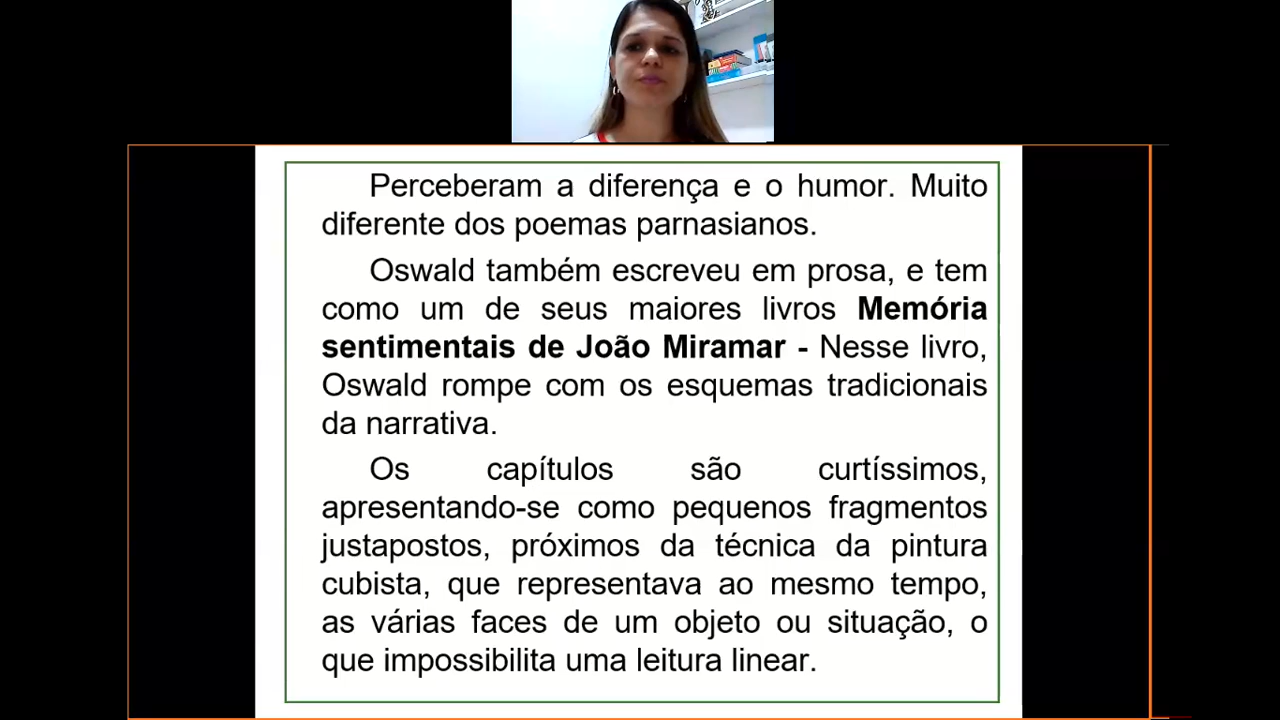 Perceberam a diferença e o humor. Muito
diferente dos poemas parnasianos.
Oswald também escreveu em prosa, e tem
como um de seus maiores livros Memória
sentimentais de João Miramar - Nesse livro,
Oswald rompe com os esquemas tradicionais
da narrativa.
Os capítulos são curtíssimos,
apresentando-se como pequenos fragmentos
justapostos, próximos da técnica da pintura
cubista, que representava ao mesmo tempo,
as várias faces de um objeto ou situação, o
que impossibilita uma leitura linear.